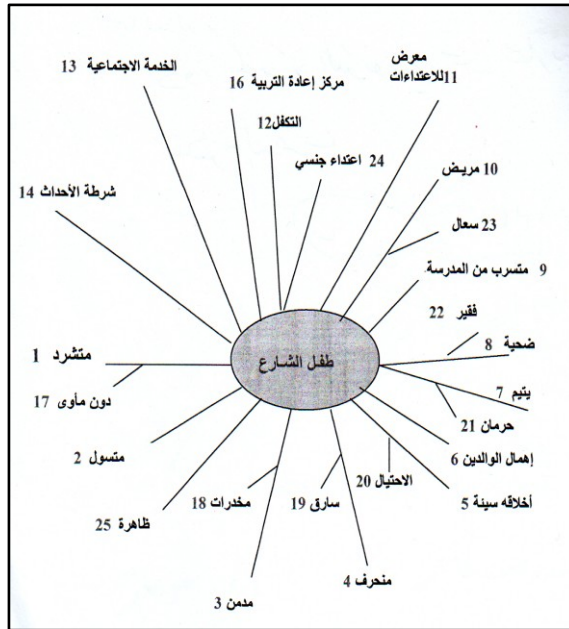 معرض
11للاعتداءات
13 الخدمة الاجتماعية
16 مركز إعادة التربية
12التكفل
24 اعتداء جنسي
10 مريض
14 شرطة الأحداث
23 سعال
9 متسرب من المدرسة
22 فقير
8 ضحية
طفل الشارع
1 متشرد
17 دون مأوى
7 يتيم
21 حرمان
2 متسول
6 إهمال الوالدين
20 الاحتيال
5 أخلاقه سيئة
18 مخدرات
19 سارق
25 ظاهرة
4 منحرف
3 مدمن